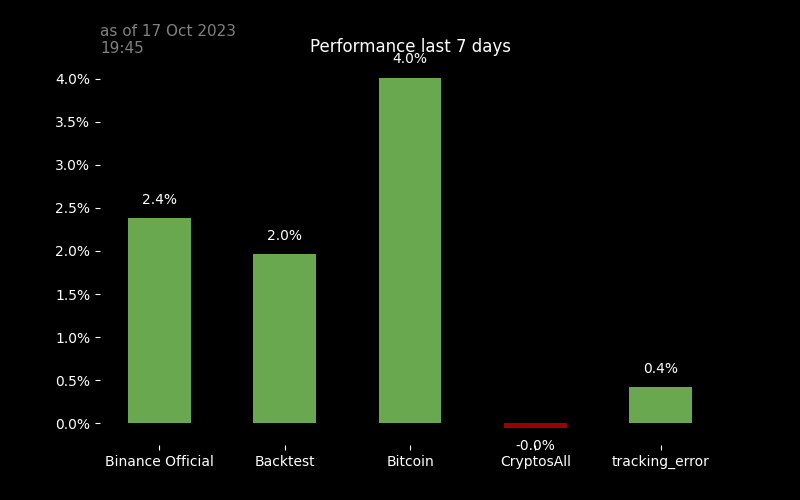 as of 17 Oct 2023
19:45
Performance last 7 days
4.0%
4.0%
3.5%
3.0%
2.5%
2.4%
2.0%
2.0%
1.5%
1.0%
0.5%
0.4%
0.0%
-0.0%
Binance Official
Backtest
Bitcoin
CryptosAll
tracking_error